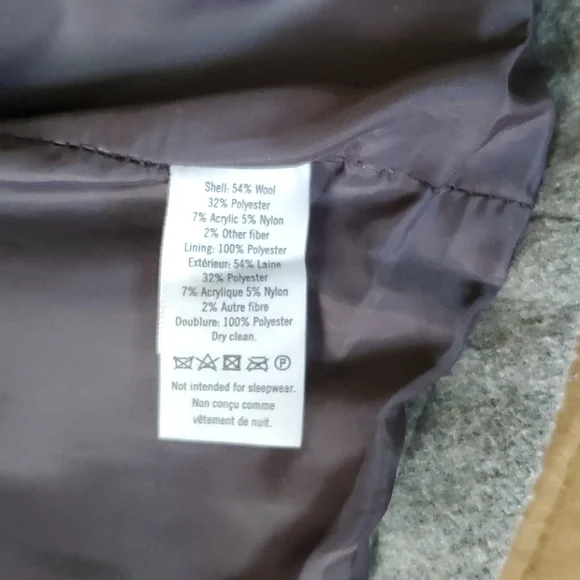 Shell: 54% Wool
32% Polyester
7% Acrylic 5% Nylon
2% Other fiber
Lining: 100% Polyester
Extérieur: 54% Laine
32% Polyester
7% Acrylique 5% Nylon
2% Autre fibre
Doublure: 100% Polyester
Dry clean.
P
Not intended for sleepwear.
Non conçu comme
vêtement de nuit.